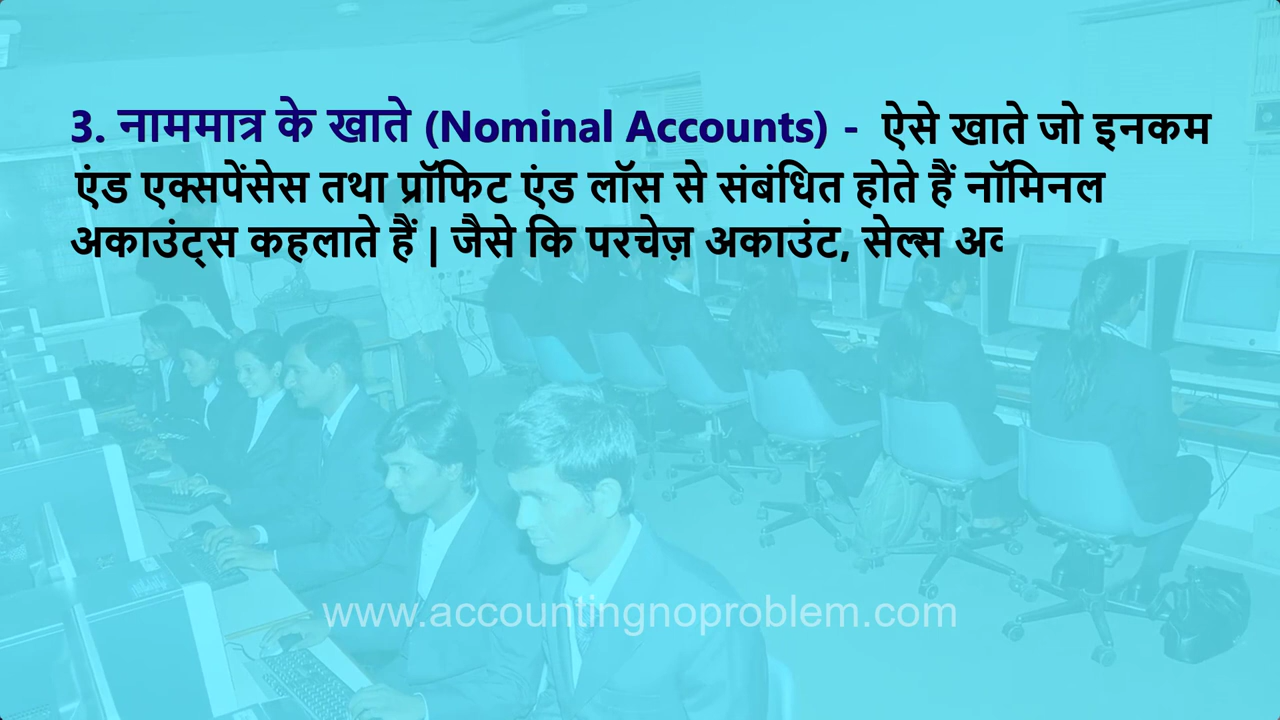 3. नाममात्र के खाते (Nominal Accounts) - ऐसे खाते जो इनकम
एंड एक्सपेंसेस तथा प्रॉफिट एंड लॉस से संबंधित होते हैं नॉमिनल
अकाउंट्स कहलाते हैं | जैसे कि परचेज़ अकाउंट, सेल्स
www.accountingnoproblem.com